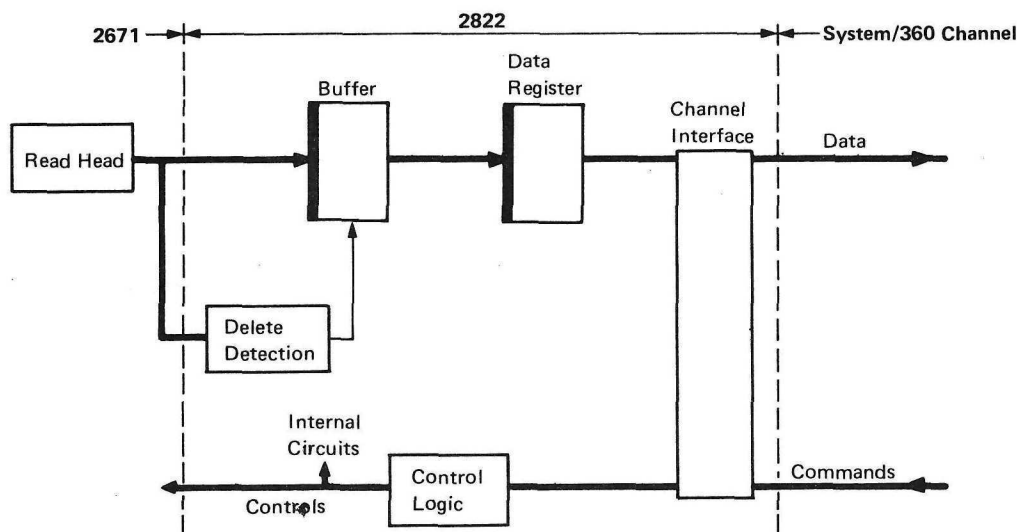 2671
2822
System/360 Channel
Buffer
Data
Register
Channel
Interface
Read Head
Data
Delete
Detection
Internal
Circuits
Control
Logic
Commands
Controls